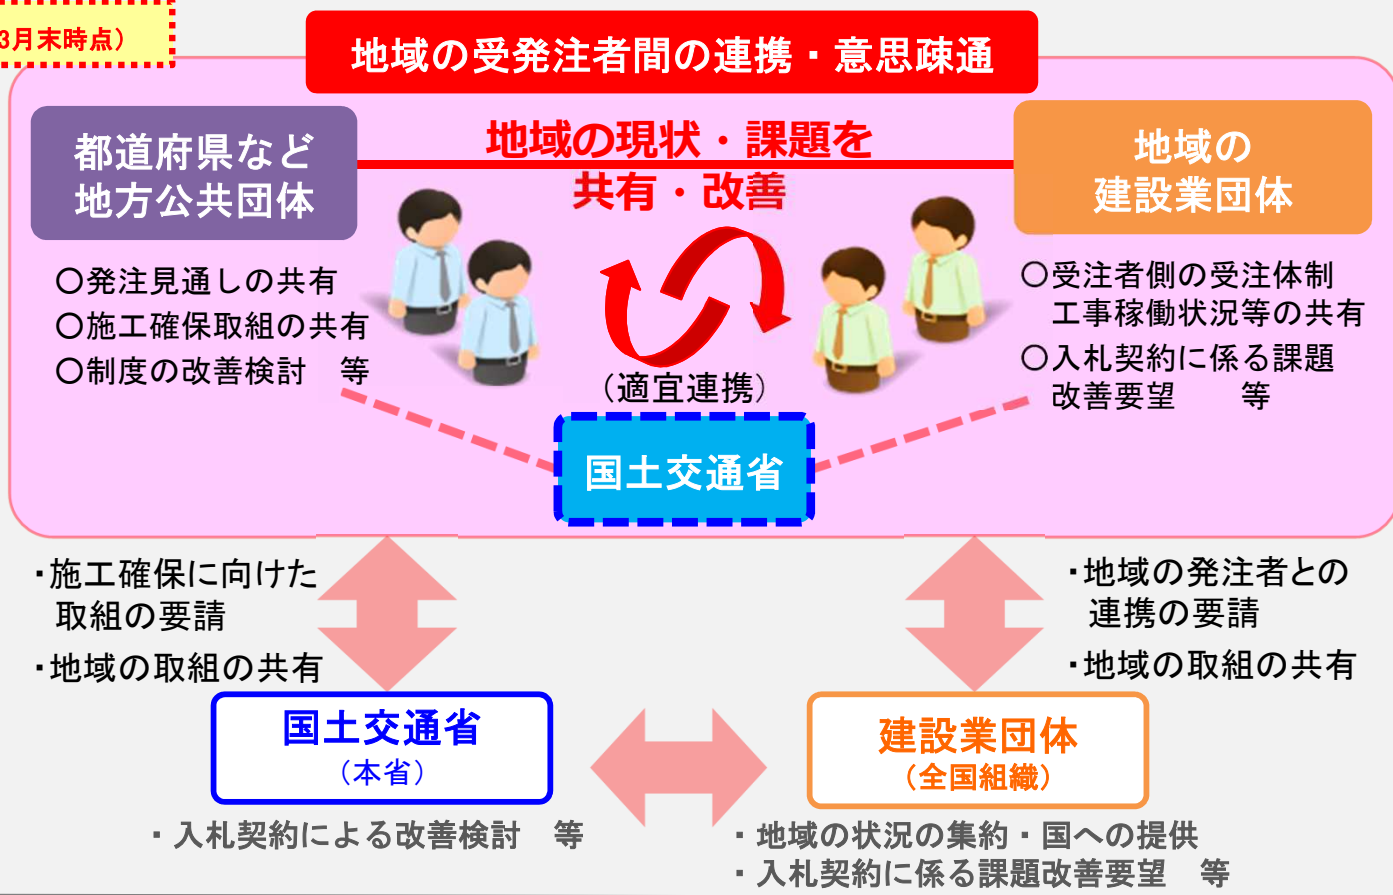 3月末時点）
地域の受発注者間の連携・意思疎通
都道府県など
地方公共団体
地域の現状・課題を
共有・改善
地域の
建設業団体
〇発注見通しの共有
〇施工確保取組の共有
〇制度の改善検討　等
〇受注者側の受注体制
工事稼働状況等の共有
〇入札契約に係る課題
改善要望　　等
（適宜連携）
国土交通省
・施工確保に向けた
取組の要請
・地域の取組の共有
・地域の発注者との
連携の要請
・地域の取組の共有
国土交通省
（本省）
建設業団体
（全国組織）
・入札契約による改善検討　等
・地域の状況の集約・国への提供
・入札契約に係る課題改善要望　等